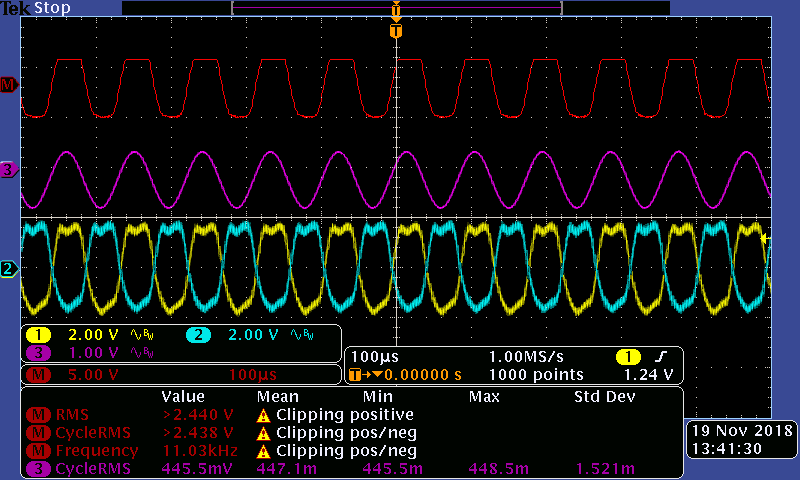 Tek Stop
T
T
M
3
2
1 2.00 V BW 2 2.00 V BW
3 1.00 V BW
M 5.00 V 100µs
100µs 1.00MS/s 1
T→▼0.00000 s 1000 points 1.24 V
Value Mean Min Max Std Dev
M RMS >2.440 V Clipping positive
M CycleRMS >2.438 V Clipping pos/neg
M Frequency 11.03kHz Clipping pos/neg
3 CycleRMS 445.5mV 447.1m 445.5m 448.5m 1.521m
19 Nov 2018
13:41:30